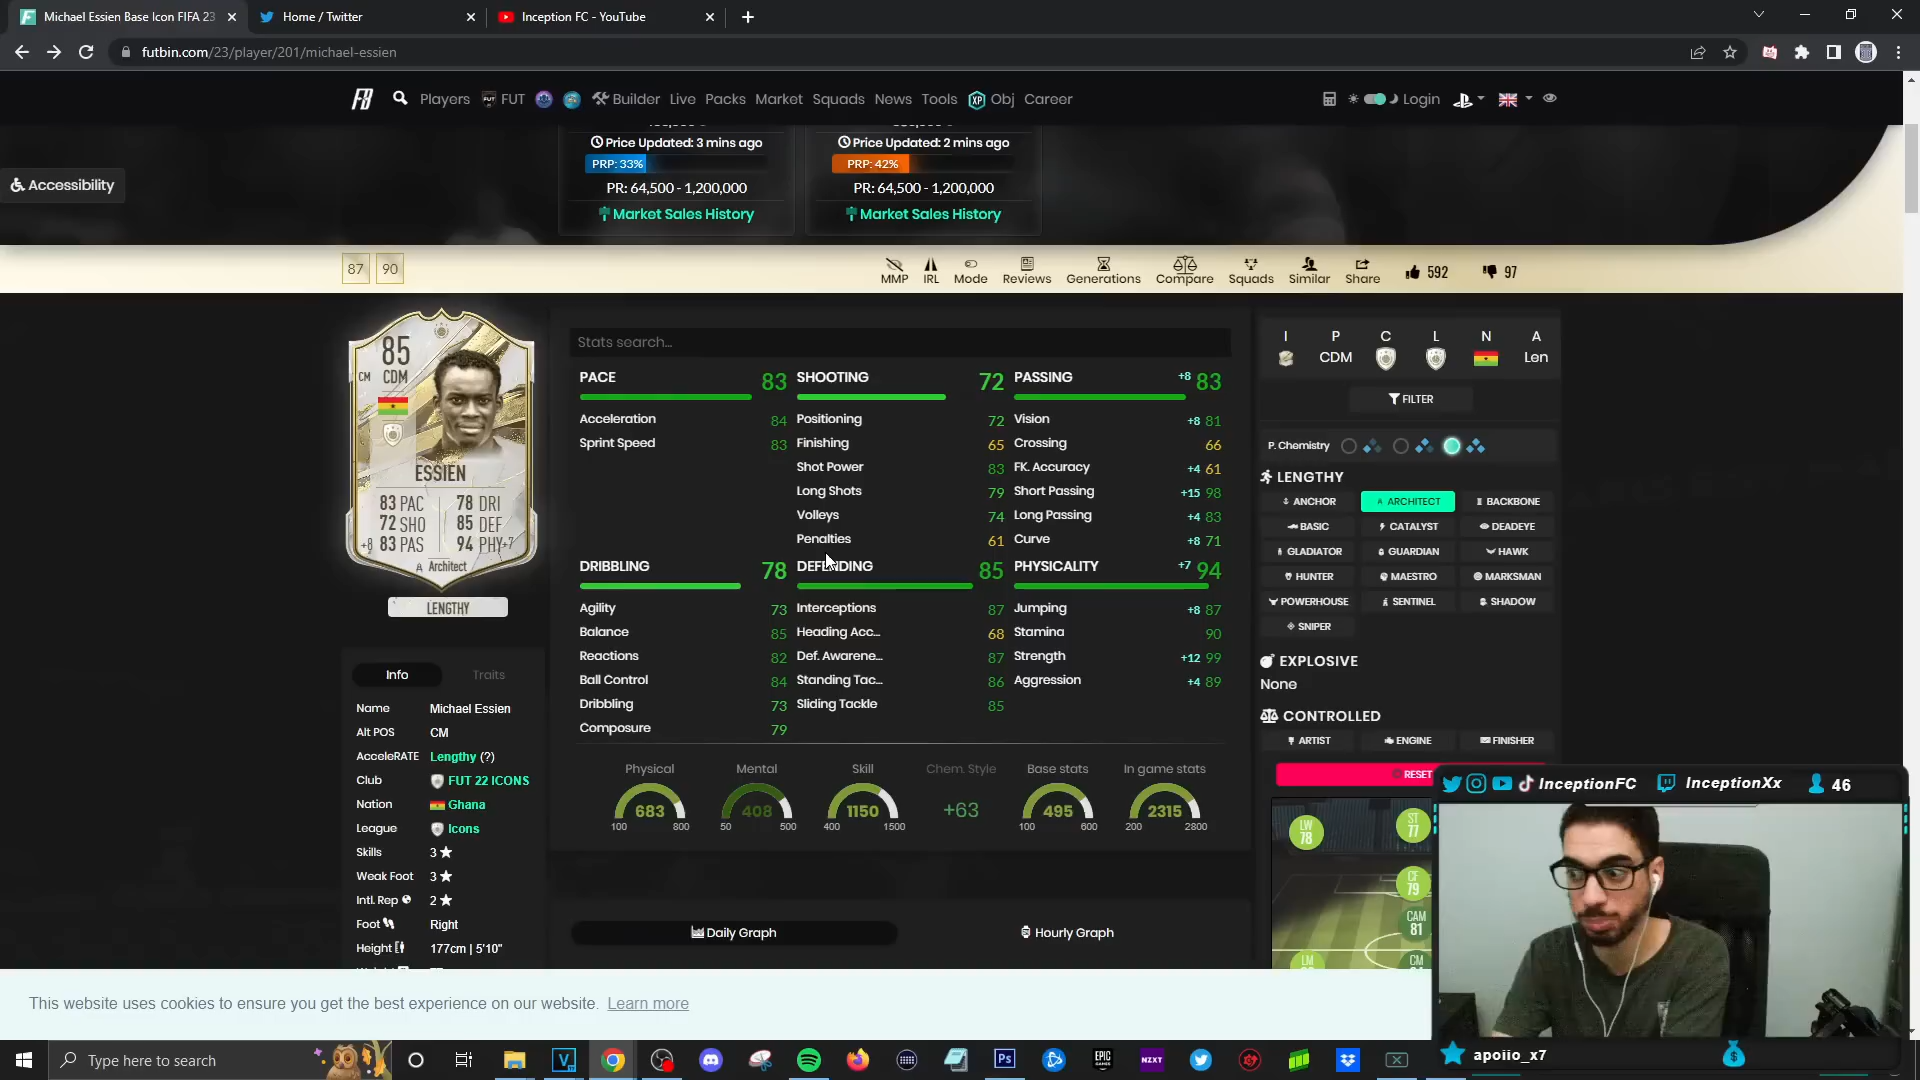 Michael Essien Base Icon FIFA 23
Home / Twitter
Inception FC - YouTube
futbin.com/23/player/201/michael-essien
Players FUT Builder Live Packs Market Squads News Tools XP Obj Career
Login
Accessibility
Price Updated: 3 mins ago
Price Updated: 2 mins ago
PRP: 33%
PRP: 42%
PR: 64,500 - 1,200,000
PR: 64,500 - 1,200,000
Market Sales History
Market Sales History
87 90
MMP IRL Mode Reviews Generations Compare Squads Similar Share 592 97
85
CDM
CM
ESSIEN
83 PAC 78 DRI
72 SHO 85 DEF
+8 83 PAS 94 PHY +7
A Architect
LENGTHY
Stats search...
PACE 83
Acceleration 84
Sprint Speed 83
SHOOTING 72
Positioning 72
Finishing 65
Shot Power 83
Long Shots 79
Volleys 74
Penalties 61
PASSING +8 83
Vision +8 81
Crossing 66
FK. Accuracy +4 61
Short Passing +15 98
Long Passing +4 83
Curve +8 71
DRIBBLING 78
Agility 73
Balance 85
Reactions 82
Ball Control 84
Dribbling 73
Composure 79
DEFENDING 85
Interceptions 87
Heading Acc... 68
Def. Awarene... 87
Standing Tac... 86
Sliding Tackle 85
PHYSICALITY +7 94
Jumping +8 87
Stamina 90
Strength +12 99
Aggression +4 89
Physical Mental Skill Chem. Style Base stats In game stats
683 408 1150 +63 495 2315
100 800 50 500 400 1500 100 600 200 2800
Daily Graph
Hourly Graph
Info Traits
Name Michael Essien
Alt POS CM
AcceleRATE Lengthy (?)
Club FUT 22 ICONS
Nation Ghana
League Icons
Skills 3
Weak Foot 3
Intl. Rep 2
Foot Right
Height 177cm | 5'10"
I P C L N A
CDM Len
FILTER
P. Chemistry
LENGTHY
ANCHOR A ARCHITECT BACKBONE
BASIC CATALYST DEADEYE
GLADIATOR GUARDIAN HAWK
HUNTER MAESTRO MARKSMAN
POWERHOUSE SENTINEL SHADOW
SNIPER
EXPLOSIVE
None
CONTROLLED
ARTIST ENGINE FINISHER
RESET
LW
78
ST
77
CF
79
CAM
81
LM
CM
InceptionFC InceptionXx 46
This website uses cookies to ensure you get the best experience on our website. Learn more
Type here to search
V
Ps
EPIC
GAMES
NZXT
apoiio_x7